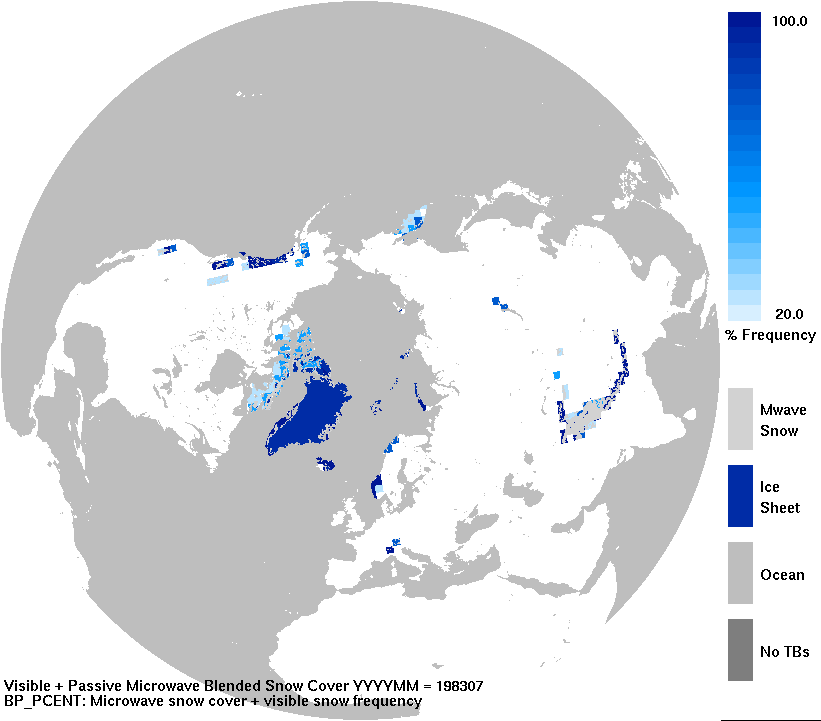 100.0
20.0
% Frequency
Mwave
Snow
Ice
Sheet
Ocean
No TBs
Visible + Passive Microwave Blended Snow Cover YYYYMM = 198307
BP_PCENT: Microwave snow cover + visible snow frequency